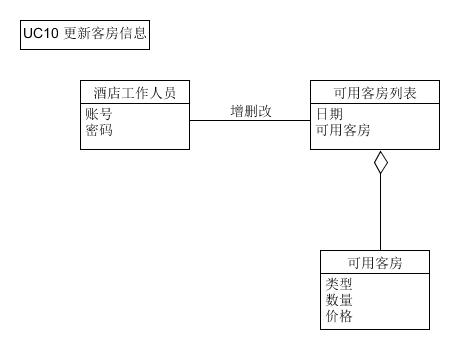 UC10 更新客房信息
酒店工作人员
账号
密码
增删改
可用客房列表
日期
可用客房
可用客房
类型
数量
价格